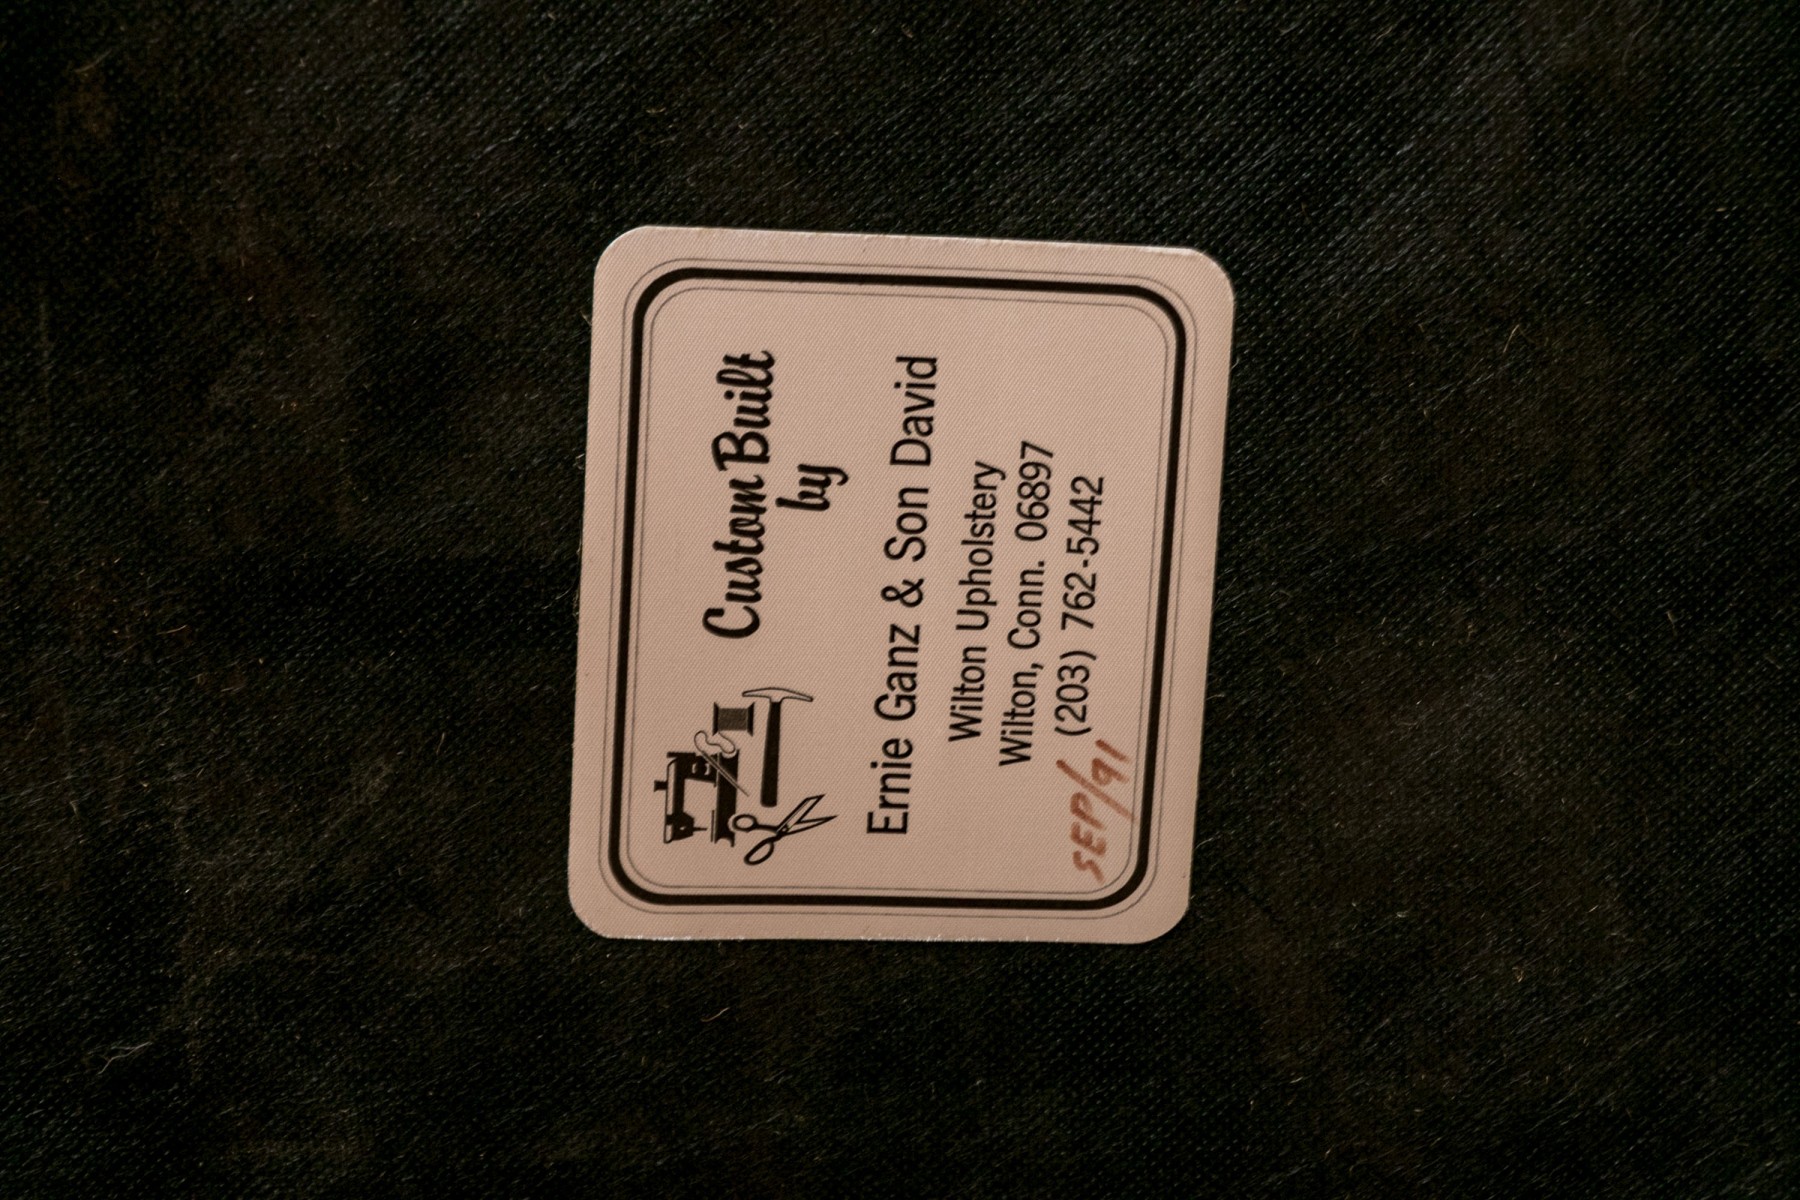 Custom Built
by
Ernie Ganz & Son David
Wilton Upholstery
Wilton, Conn. 06897
(203) 762-5442
SEP/91